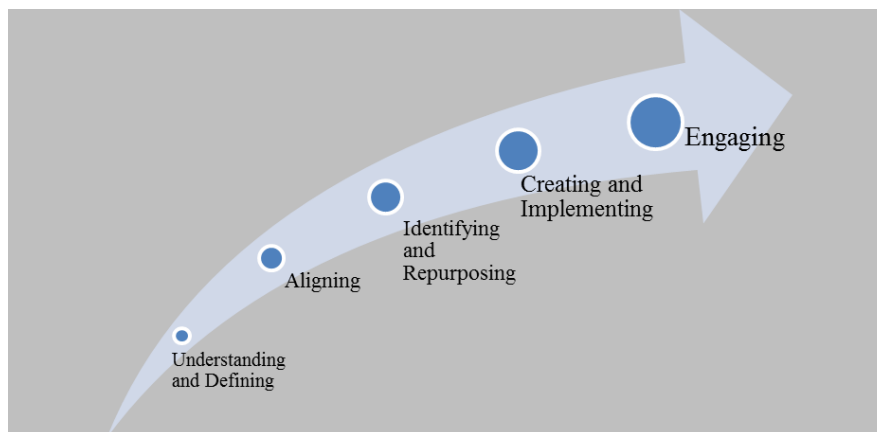 Understanding
and Defining
Aligning
Identifying
and
Repurposing
Creating and
Implementing
Engaging